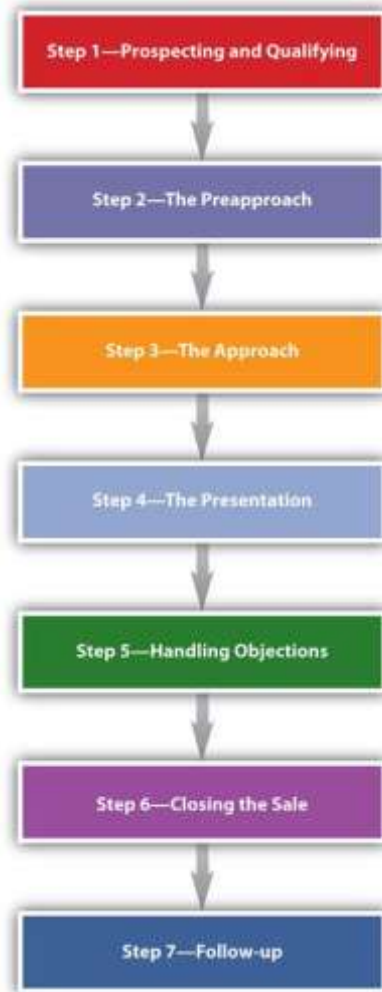 Step 1—Prospecting and Qualifying
Step 2—The Preapproach
Step 3—The Approach
Step 4—The Presentation
Step 5—Handling Objections
Step 6—Closing the Sale
Step 7—Follow-up